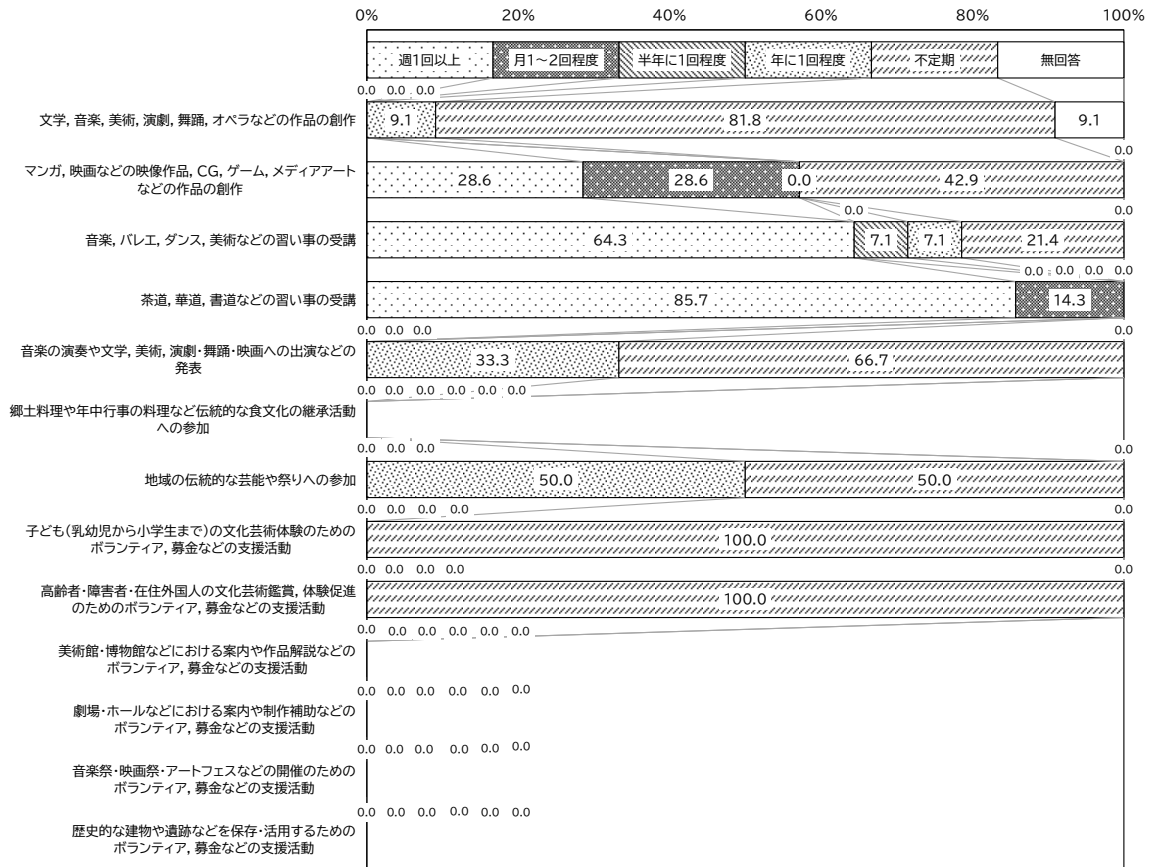 0% 20% 40% 60% 80% 100%
週1回以上 月1～2回程度 半年に1回程度 年に1回程度 不定期 無回答
0.0 0.0 0.0
文学，音楽，美術，演劇，舞踊，オペラなどの作品の創作 9.1 81.8 9.1
0.0
マンガ，映画などの映像作品，CG，ゲーム，メディアアート
などの作品の創作
28.6 28.6 0.0 42.9
0.0 0.0
音楽，バレエ，ダンス，美術などの習い事の受講 64.3 7.1 7.1 21.4
0.0 0.0 0.0 0.0
茶道，華道，書道などの習い事の受講 85.7 14.3
0.0 0.0 0.0 0.0
音楽の演奏や文学，美術，演劇・舞踊・映画への出演などの
発表
33.3 66.7
0.0 0.0 0.0 0.0 0.0 0.0
郷土料理や年中行事の料理など伝統的な食文化の継承活動
への参加
0.0 0.0 0.0 0.0
地域の伝統的な芸能や祭りへの参加 50.0 50.0
0.0 0.0 0.0 0.0 0.0
子ども（乳幼児から小学生まで）の文化芸術体験のための
ボランティア，募金などの支援活動
100.0
0.0 0.0 0.0 0.0 0.0
高齢者・障害者・在住外国人の文化芸術鑑賞，体験促進
のためのボランティア，募金などの支援活動
100.0
0.0 0.0 0.0 0.0 0.0 0.0
美術館・博物館などにおける案内や作品解説などの
ボランティア，募金などの支援活動
0.0 0.0 0.0 0.0 0.0 0.0
劇場・ホールなどにおける案内や制作補助などの
ボランティア，募金などの支援活動
0.0 0.0 0.0 0.0 0.0 0.0
音楽祭・映画祭・アートフェスなどの開催のための
ボランティア，募金などの支援活動
0.0 0.0 0.0 0.0 0.0 0.0
歴史的な建物や遺跡などを保存・活用するための
ボランティア，募金などの支援活動